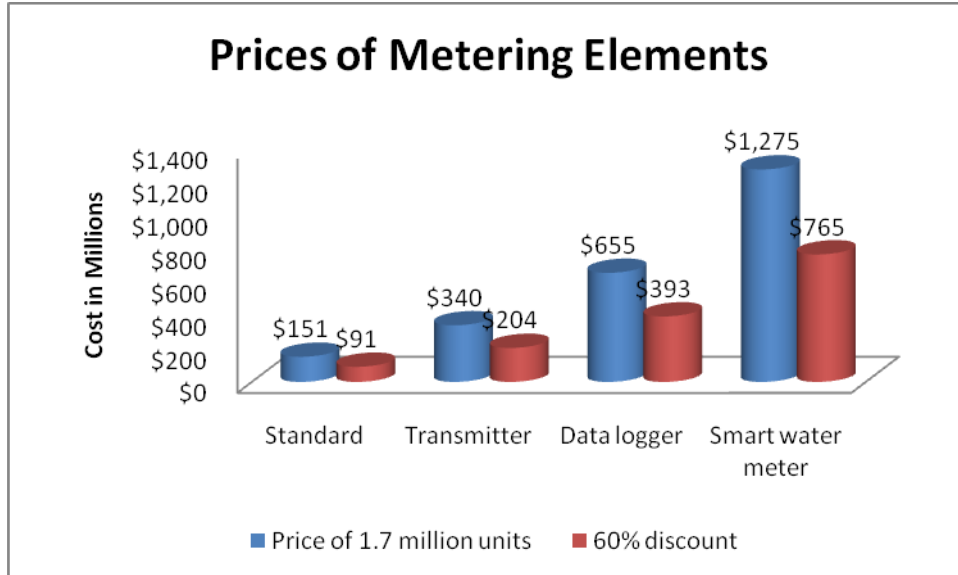 Prices of Metering Elements
Cost in Millions
$1,400
$1,200
$1,000
$800
$600
$400
$200
$0
$151
$91
$340
$204
$655
$393
$1,275
$765
Standard
Transmitter
Data logger
Smart water
meter
Price of 1.7 million units
60% discount